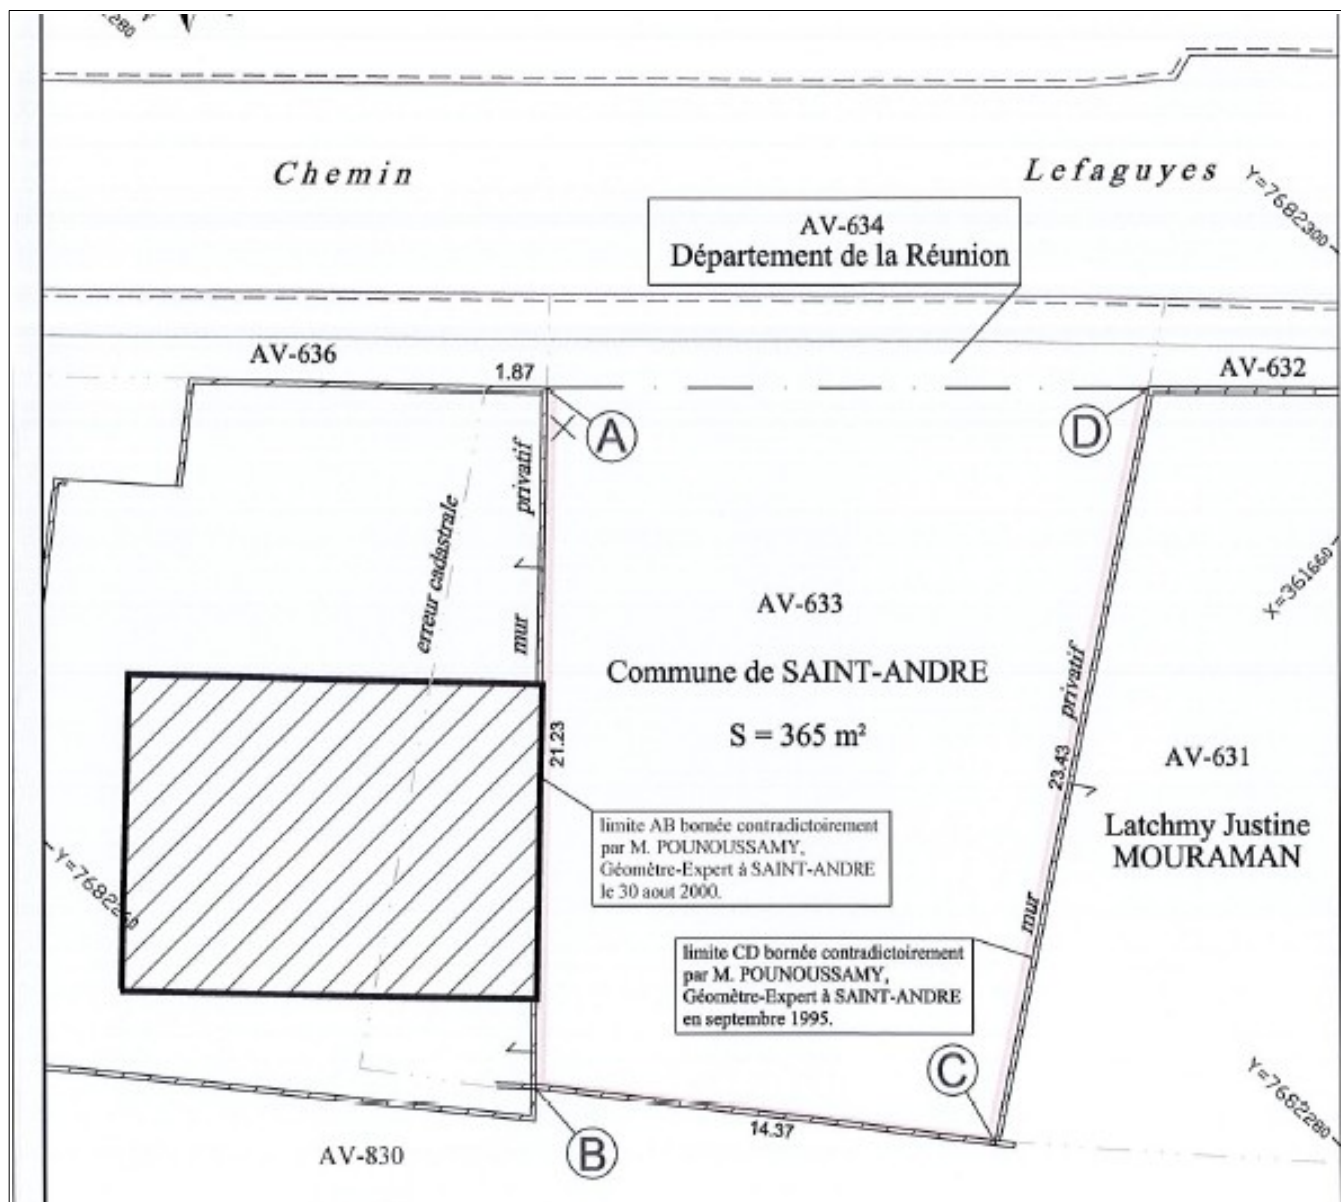 Chemin
Lefaguyes
Y=7682300
AV-634
Département de la Réunion
AV-636
1.87
AV-632
A
D
privatif
erreur cadastrale
mur
AV-633
X=361660
Commune de SAINT-ANDRE
privatif
S = 365 m²
21.23
23.43
AV-631
limite AB bornée contradictoirement
par M. POUNOUSSAMY,
Géomètre-Expert à SAINT-ANDRE
le 30 aout 2000.
Latchmy Justine
MOURAMAN
mur
limite CD bornée contradictoirement
par M. POUNOUSSAMY,
Géomètre-Expert à SAINT-ANDRE
en septembre 1995.
C
Y=7682280
14.37
AV-830
B